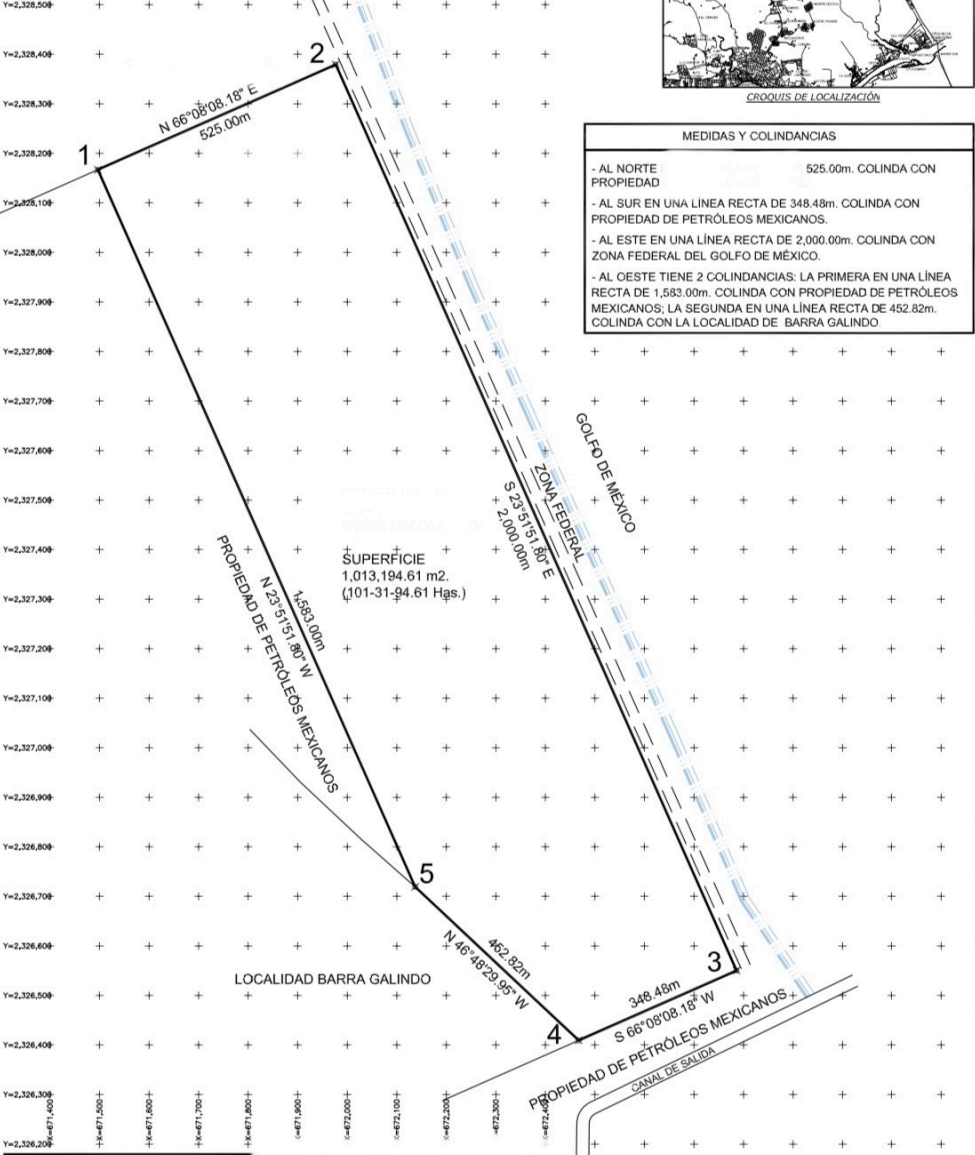 Y=2,328,500
Y=2,328,400
Y=2,328,300
Y=2,328,200
Y=2,328,100
Y=2,328,000
Y=2,327,900
Y=2,327,800
Y=2,327,700
Y=2,327,600
Y=2,327,500
Y=2,327,400
Y=2,327,300
Y=2,327,200
Y=2,327,100
Y=2,327,000
Y=2,326,900
Y=2,326,800
Y=2,326,700
Y=2,326,600
Y=2,326,500
Y=2,326,400
Y=2,326,300
Y=2,326,200
CROQUIS DE LOCALIZACIÓN
MEDIDAS Y COLINDANCIAS
- AL NORTE 525.00m. COLINDA CON
PROPIEDAD
- AL SUR EN UNA LÍNEA RECTA DE 348.48m. COLINDA CON
PROPIEDAD DE PETRÓLEOS MEXICANOS.
- AL ESTE EN UNA LÍNEA RECTA DE 2,000.00m. COLINDA CON
ZONA FEDERAL DEL GOLFO DE MÉXICO.
- AL OESTE TIENE 2 COLINDANCIAS: LA PRIMERA EN UNA LÍNEA
RECTA DE 1,583.00m. COLINDA CON PROPIEDAD DE PETRÓLEOS
MEXICANOS; LA SEGUNDA EN UNA LÍNEA RECTA DE 452.82m.
COLINDA CON LA LOCALIDAD DE BARRA GALINDO.
1
2
N 66°08'08.18" E
525.00m
GOLFO DE MÉXICO
ZONA FEDERAL
S 23°51'51.80" E
2,000.00m
SUPERFICIE
1,013,194.61 m2.
(101-31-94.61 Has.)
1,583.00m
N 23°51'51.80" W
PROPIEDAD DE PETRÓLEOS MEXICANOS
5
452.82m
N 46°48'29.95" W
LOCALIDAD BARRA GALINDO
3
348.48m
S 66°08'08.18" W
4
PROPIEDAD DE PETRÓLEOS MEXICANOS
CANAL DE SALIDA
X=671,400
X=671,500
X=671,600
X=671,700
X=671,800
X=671,900
X=672,000
X=672,100
X=672,200
X=672,300
X=672,400